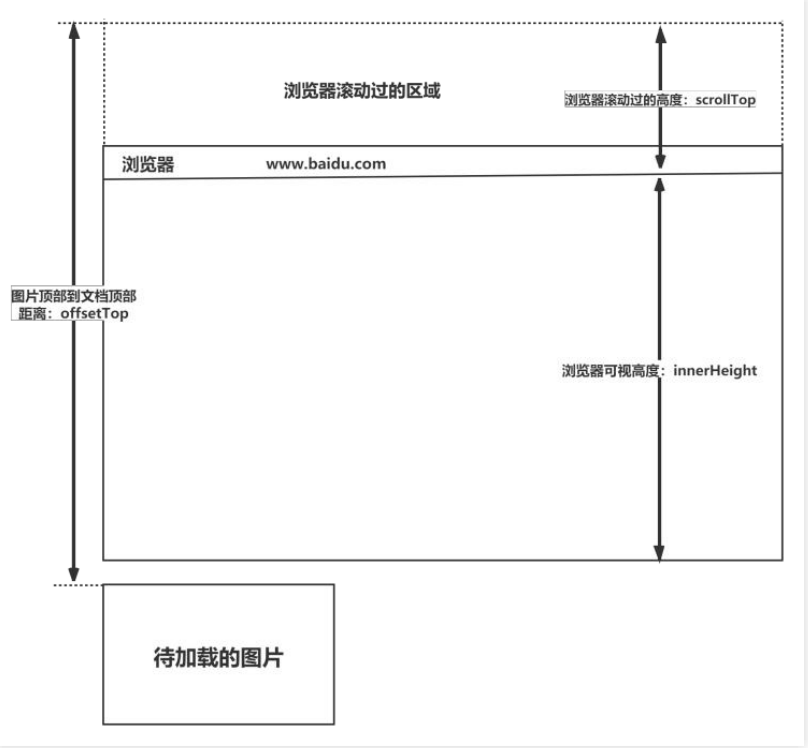 浏览器滚动过的区域
浏览器滚动过的高度：scrollTop
浏览器
www.baidu.com
图片顶部到文档顶部
距离：offsetTop
浏览器可视高度：innerHeight
待加载的图片